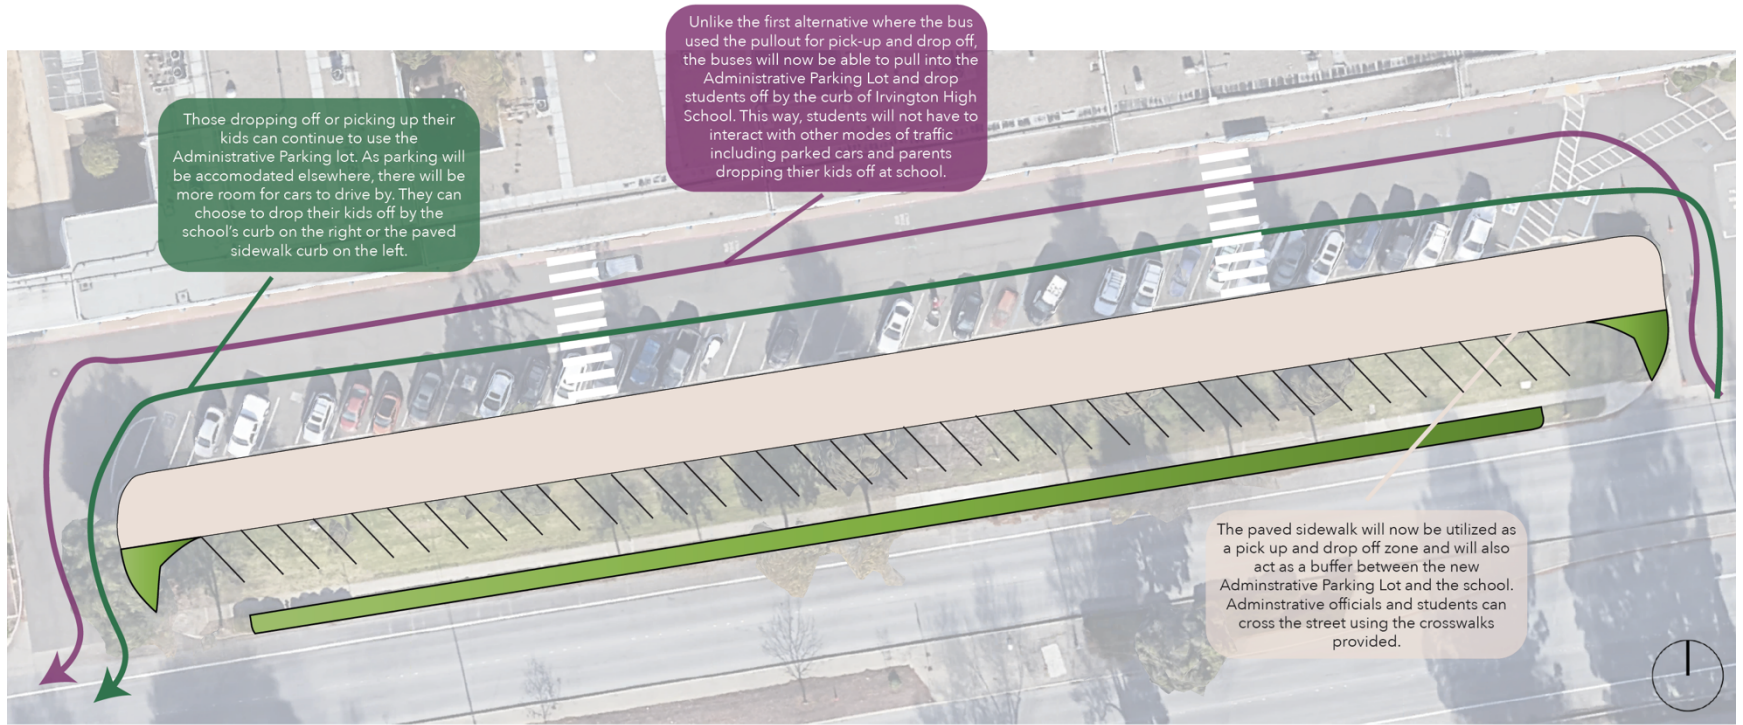 Unlike the first alternative where the bus
used the pullout for pick-up and drop off,
the buses will now be able to pull into the
Administrative Parking Lot and drop
students off by the curb of Irvington High
School. This way, students will not have to
interact with other modes of traffic
including parked cars and parents
dropping thier kids off at school.
Those dropping off or picking up their
kids can continue to use the
Administrative Parking lot. As parking will
be accomodated elsewhere, there will be
more room for cars to drive by. They can
choose to drop their kids off by the
school's curb on the right or the paved
sidewalk curb on the left.
The paved sidewalk will now be utilized as
a pick up and drop off zone and will also
act as a buffer between the new
Adminstrative Parking Lot and the school.
Adminstrative officials and students can
cross the street using the crosswalks
provided.